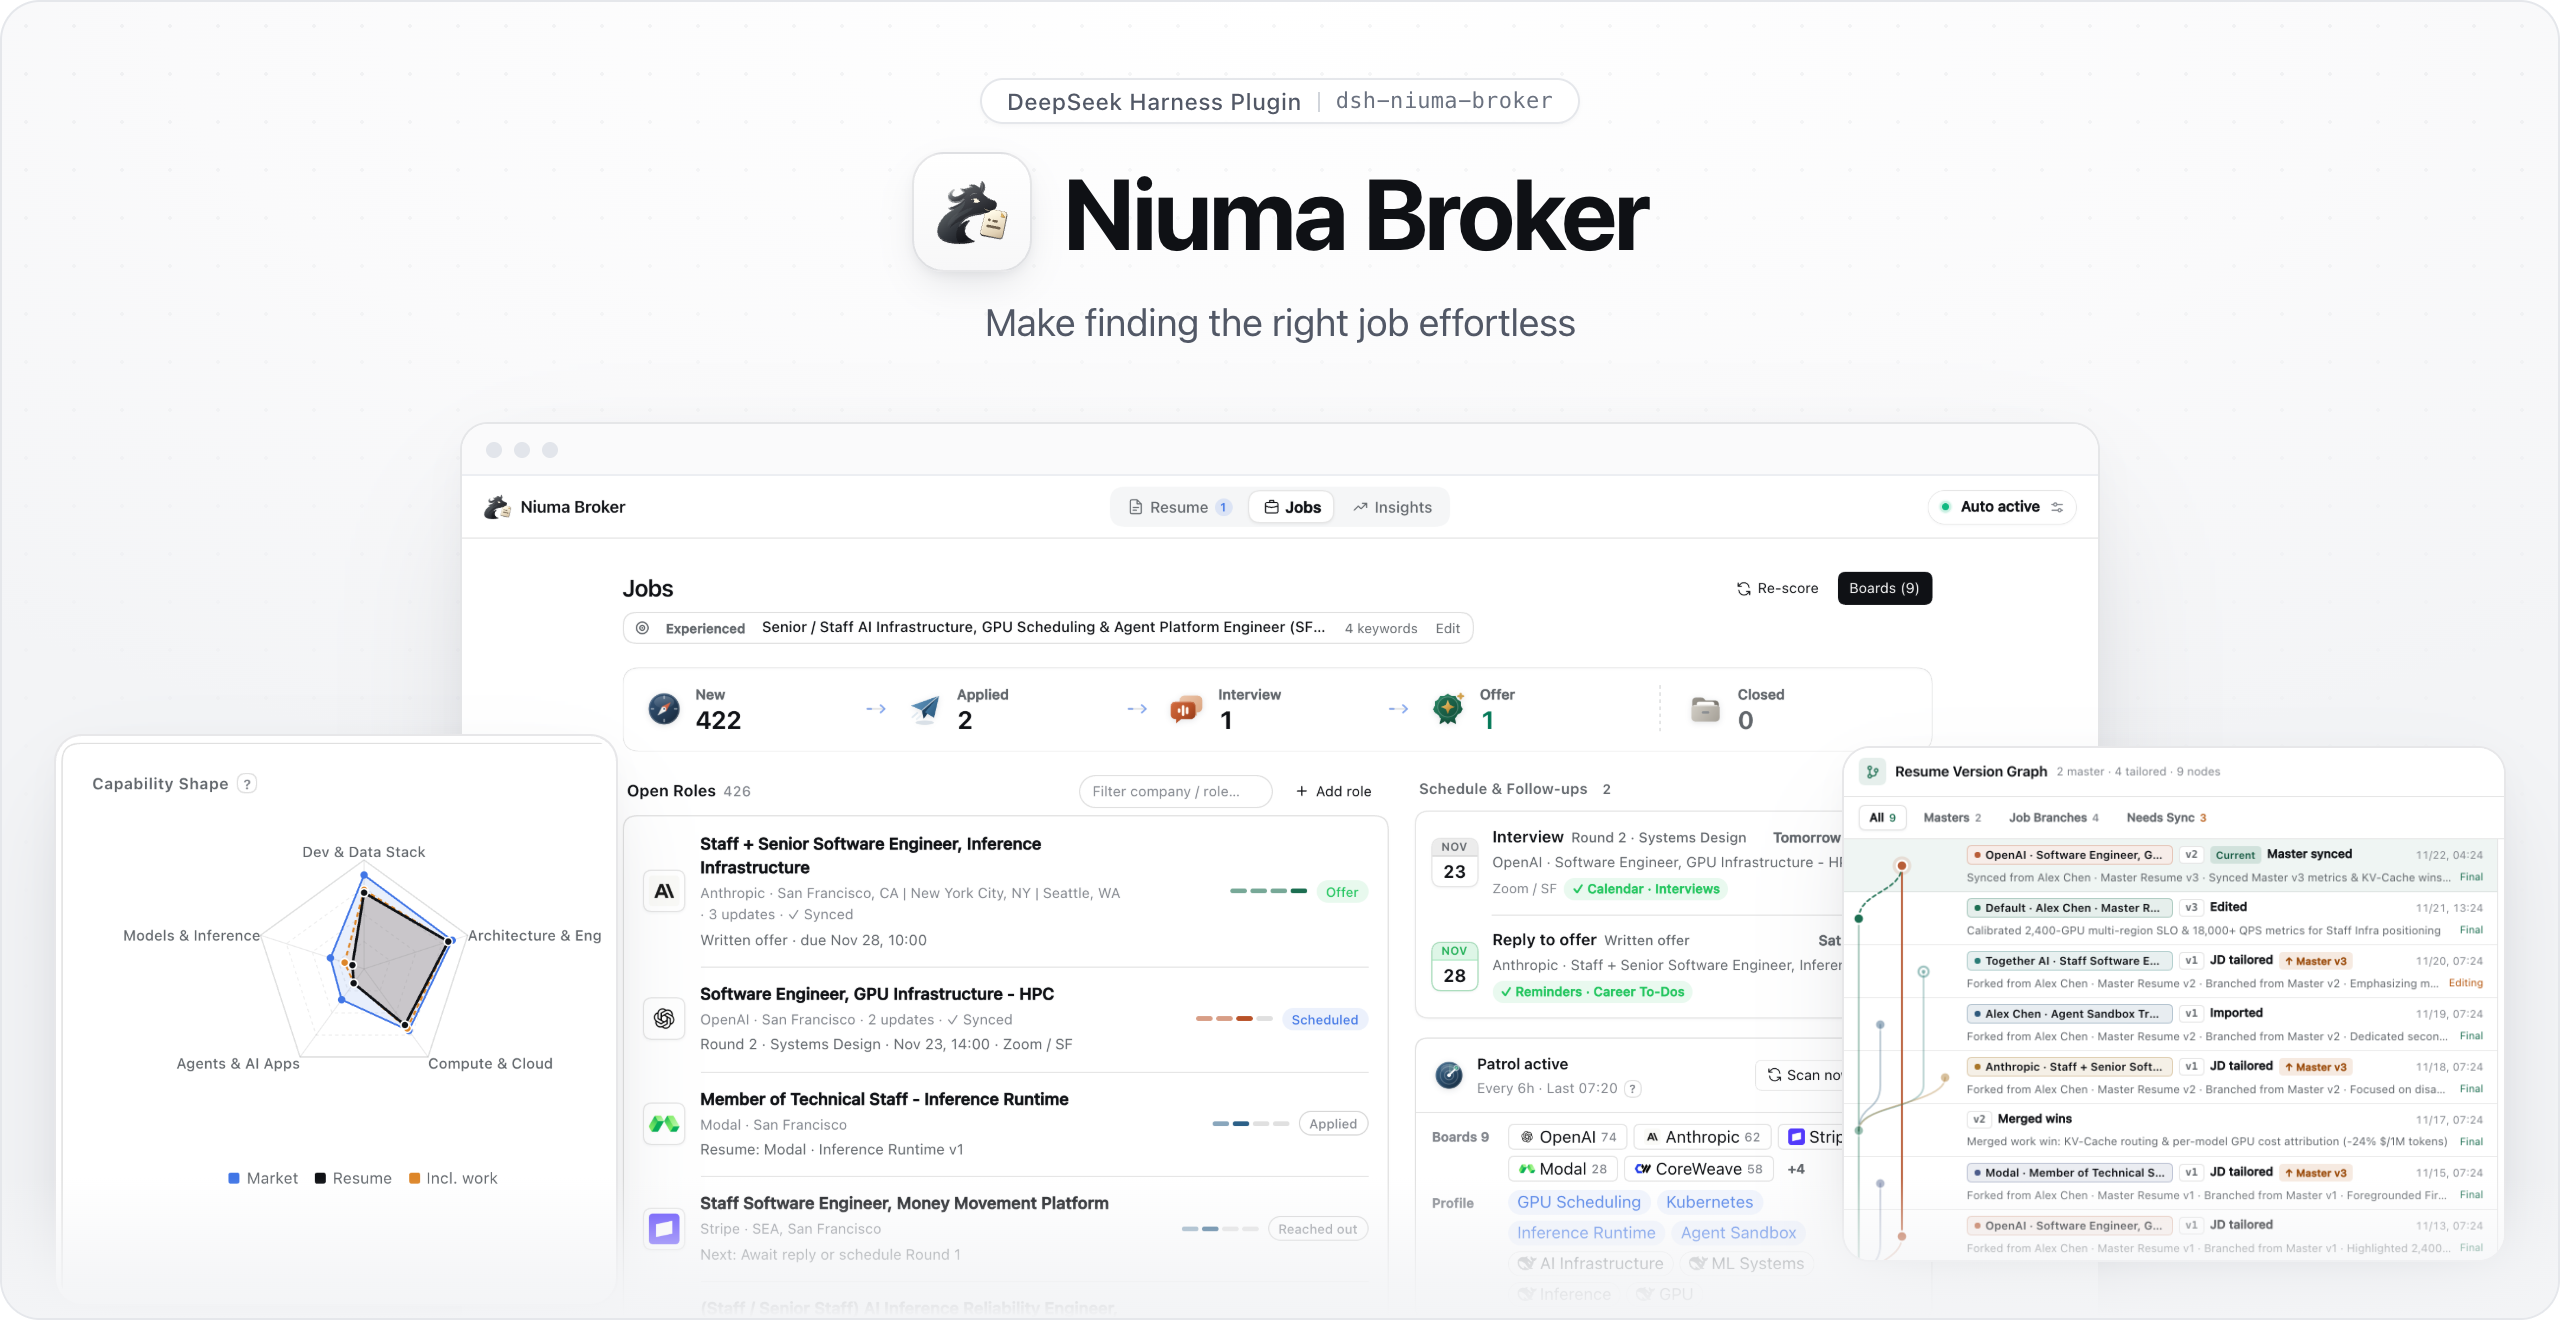 DeepSeek Harness Plugin | dsh-niuma-broker
Niuma Broker
Make finding the right job effortless
Niuma Broker
Resume 1
Jobs
Insights
Auto active
Jobs
Re-score
Boards (9)
Experienced Senior / Staff AI Infrastructure, GPU Scheduling & Agent Platform Engineer (SF... 4 keywords Edit
New
422
Applied
2
Interview
1
Offer
1
Closed
0
Capability Shape ?
Dev & Data Stack
Models & Inference
Architecture & Eng
Agents & AI Apps
Compute & Cloud
Market Resume Incl. work
Open Roles 426
Filter company / role...
+ Add role
Staff + Senior Software Engineer, Inference
Infrastructure
Anthropic · San Francisco, CA | New York City, NY | Seattle, WA
· 3 updates · ✓ Synced
Written offer · due Nov 28, 10:00
Offer
Software Engineer, GPU Infrastructure - HPC
OpenAI · San Francisco · 2 updates · ✓ Synced
Round 2 · Systems Design · Nov 23, 14:00 · Zoom / SF
Scheduled
Member of Technical Staff - Inference Runtime
Modal · San Francisco
Resume: Modal · Inference Runtime v1
Applied
Staff Software Engineer, Money Movement Platform
Stripe · SEA, San Francisco
Next: Await reply or schedule Round 1
Reached out
(Staff / Senior Staff) AI Inference Reliability Engineer,
Schedule & Follow-ups 2
NOV
23
Interview Round 2 · Systems Design Tomorrow
OpenAI · Software Engineer, GPU Infrastructure - HP
Zoom / SF ✓ Calendar · Interviews
NOV
28
Reply to offer Written offer Sat
Anthropic · Staff + Senior Software Engineer, Inferen
✓ Reminders · Career To-Dos
Patrol active
Every 6h · Last 07:20 ?
Scan now
Boards 9
OpenAI 74 Anthropic 62 Strip
Modal 28 CoreWeave 58 +4
Profile
GPU Scheduling Kubernetes
Inference Runtime Agent Sandbox
AI Infrastructure ML Systems
Inference GPU
Resume Version Graph 2 master · 4 tailored · 9 nodes
All 9 Masters 2 Job Branches 4 Needs Sync 3
OpenAI · Software Engineer, G... v2 Current Master synced 11/22, 04:24
Synced from Alex Chen · Master Resume v3 · Synced Master v3 metrics & KV-Cache wins... Final
Default · Alex Chen · Master R... v3 Edited 11/21, 13:24
Calibrated 2,400-GPU multi-region SLO & 18,000+ QPS metrics for Staff Infra positioning Final
Together AI · Staff Software E... v1 JD tailored ↑ Master v3 11/20, 07:24
Forked from Alex Chen · Master Resume v2 · Branched from Master v2 · Emphasizing m... Editing
Alex Chen · Agent Sandbox Tr... v1 Imported 11/19, 07:24
Forked from Alex Chen · Master Resume v2 · Branched from Master v2 · Dedicated secon... Final
Anthropic · Staff + Senior Soft... v1 JD tailored ↑ Master v3 11/18, 07:24
Forked from Alex Chen · Master Resume v2 · Branched from Master v2 · Focused on disa... Final
v2 Merged wins 11/17, 07:24
Merged work win: KV-Cache routing & per-model GPU cost attribution (-24% $/1M tokens) Final
Modal · Member of Technical S... v1 JD tailored ↑ Master v3 11/15, 07:24
Forked from Alex Chen · Master Resume v1 · Branched from Master v1 · Foregrounded Fir... Final
OpenAI · Software Engineer, G... v1 JD tailored 11/13, 07:24
Forked from Alex Chen · Master Resume v1 · Branched from Master v1 · Highlighted 2,400... Final